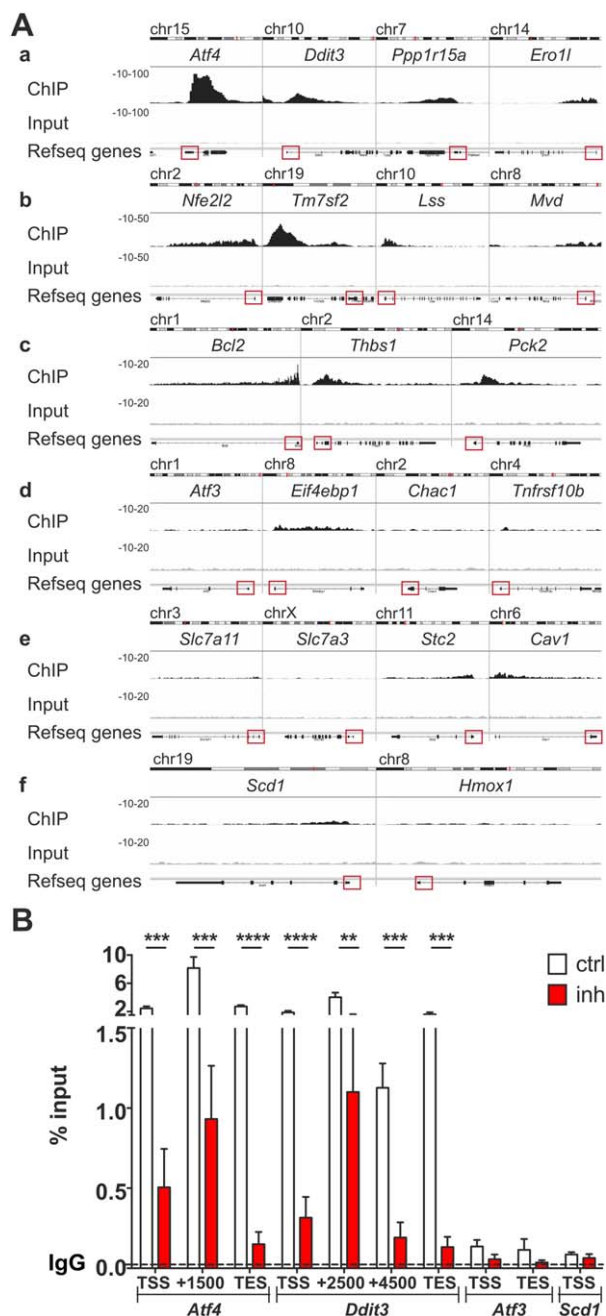 A
chr15 chr10 chr7 chr14
a Atf4 Ddit3 Ppp1r15a Ero1l
-10-100
ChIP
-10-100
Input
Refseq genes
chr2 chr19 chr10 chr8
b Nfe2l2 Tm7sf2 Lss Mvd
-10-50
ChIP
-10-50
Input
Refseq genes
chr1 chr2 chr14
c Bcl2 Thbs1 Pck2
-10-20
ChIP
-10-20
Input
Refseq genes
chr1 chr8 chr2 chr4
d Atf3 Eif4ebp1 Chac1 Tnfrsf10b
-10-20
ChIP
-10-20
Input
Refseq genes
chr3 chrX chr11 chr6
e Slc7a11 Slc7a3 Stc2 Cav1
-10-20
ChIP
-10-20
Input
Refseq genes
chr19 chr8
f Scd1 Hmox1
-10-20
ChIP
-10-20
Input
Refseq genes
B
*** *** **** **** ** *** ***
10
6
2
1.5
1.0
0.5
0.0
% input
IgG
ctrl
inh
TSS +1500 TES TSS +2500 +4500 TES TSS TES TSS
Atf4 Ddit3 Atf3 Scd1